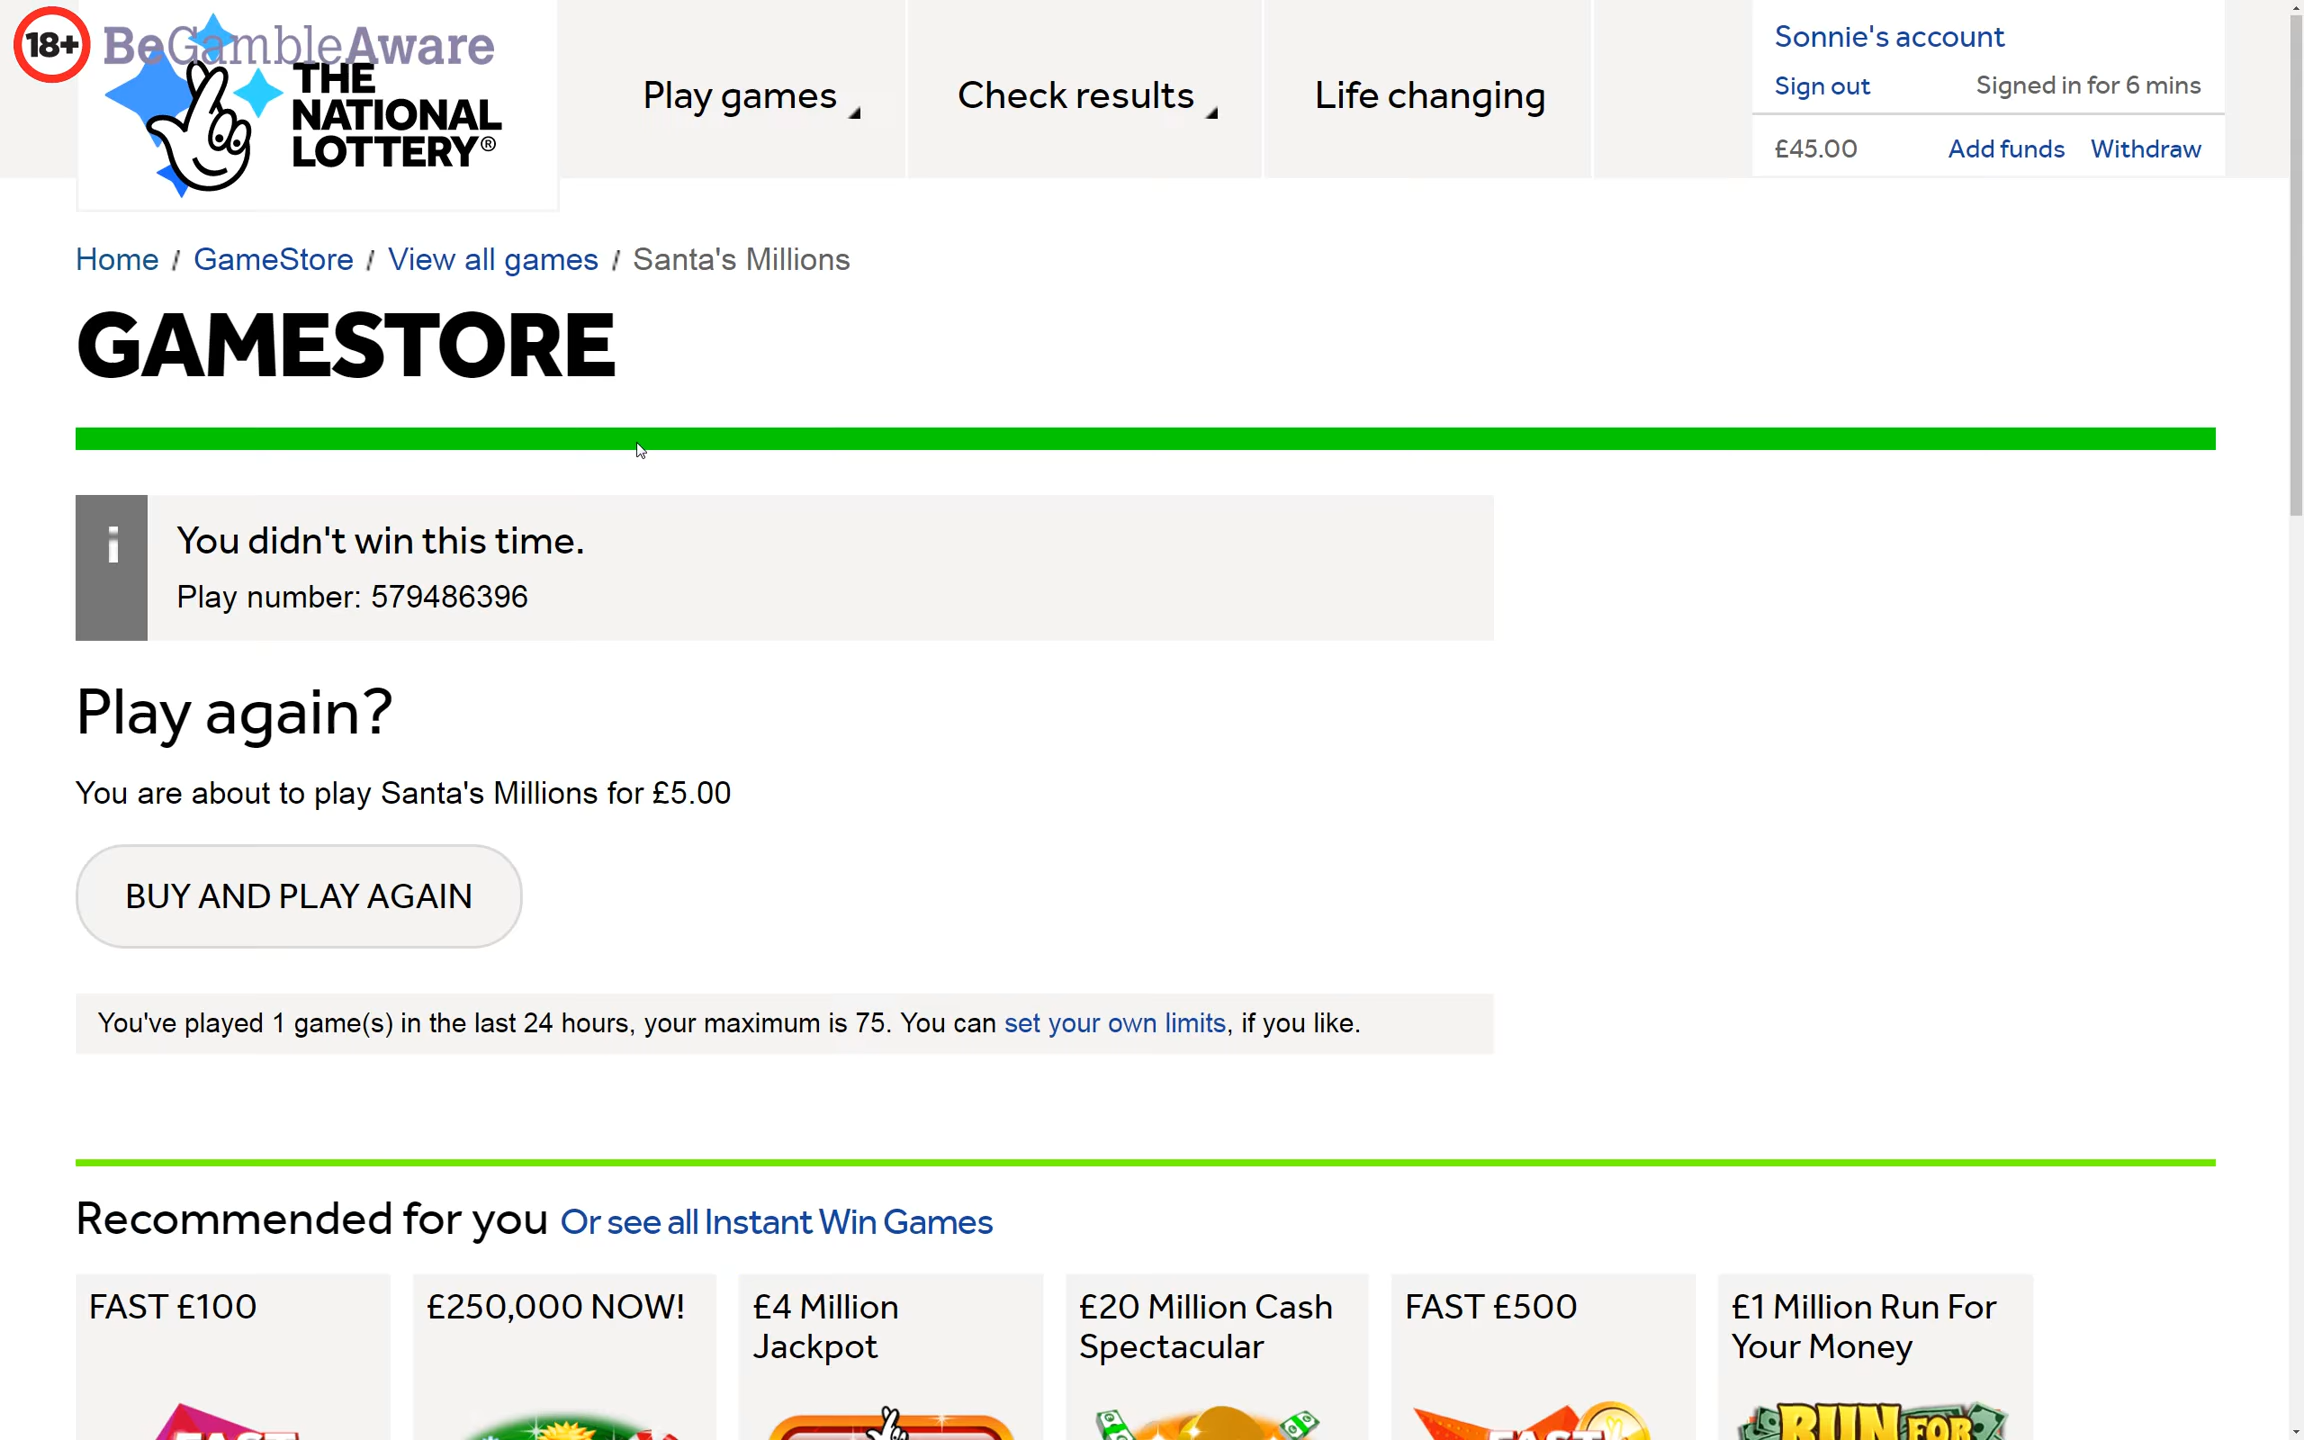 18+ BeGambleAware
THE
NATIONAL
LOTTERY®
Play games
Check results
Life changing
Sonnie's account
Sign out
Signed in for 6 mins
£45.00
Add funds
Withdraw
Home / GameStore / View all games / Santa's Millions
GAMESTORE
i
You didn't win this time.
Play number: 579486396
Play again?
You are about to play Santa's Millions for £5.00
BUY AND PLAY AGAIN
You've played 1 game(s) in the last 24 hours, your maximum is 75. You can set your own limits, if you like.
Recommended for you Or see all Instant Win Games
FAST £100
£250,000 NOW!
£4 Million
Jackpot
£20 Million Cash
Spectacular
FAST £500
£1 Million Run For
Your Money
FAST
FAST
RUN FOR